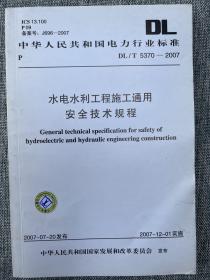 ICS 13.100
P 09
备案号：J696—2007
DL
中华人民共和国电力行业标准
P
DL/T 5370—2007
水电水利工程施工通用
安全技术规程
General technical specification for safety of
hydroelectric and hydraulic engineering construction
2007-07-20发布
2007-12-01实施
中华人民共和国国家发展和改革委员会 发布